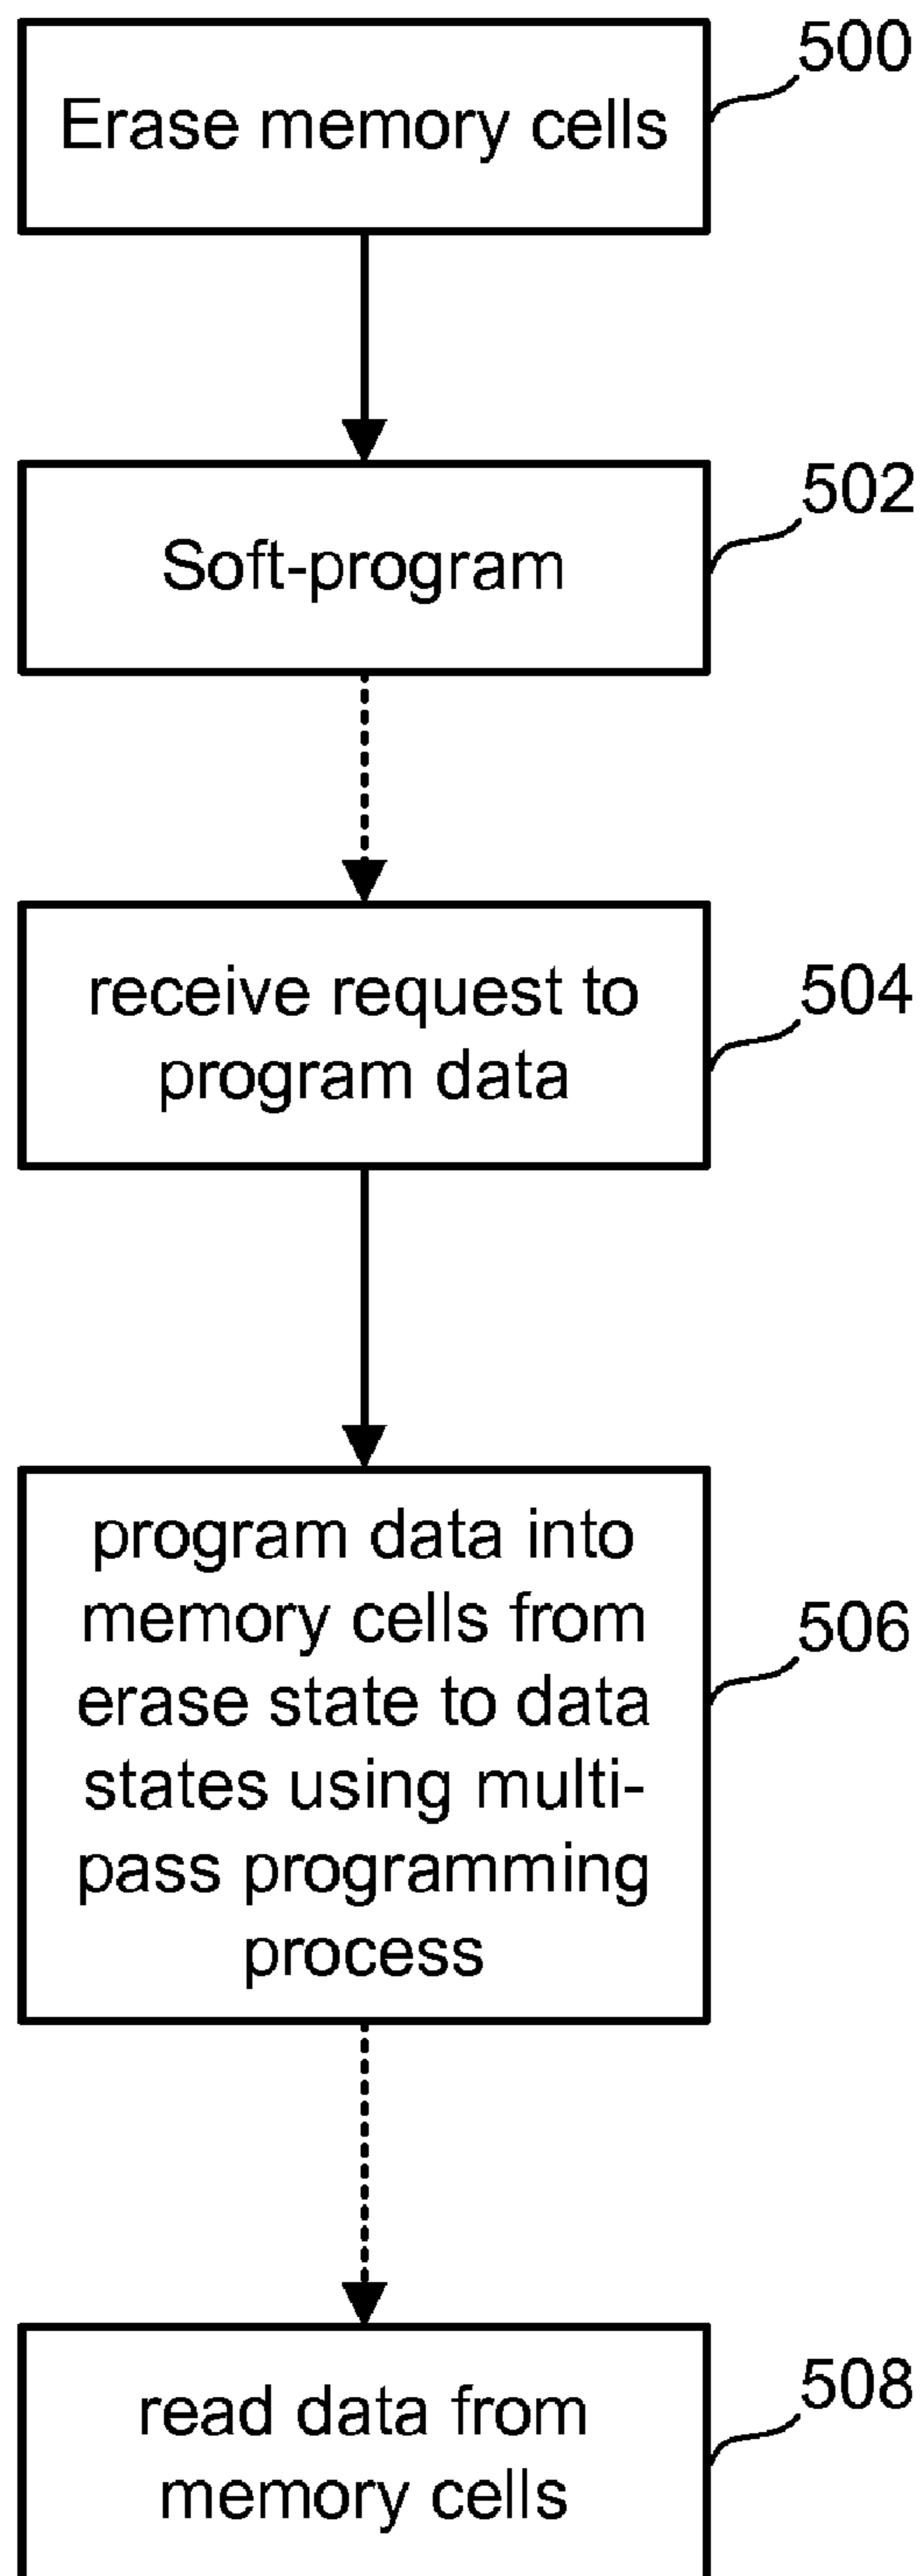 500
Erase memory cells
502
Soft-program
504
receive request to
program data
506
program data into
memory cells from
erase state to data
states using multi-
pass programming
process
508
read data from
memory cells